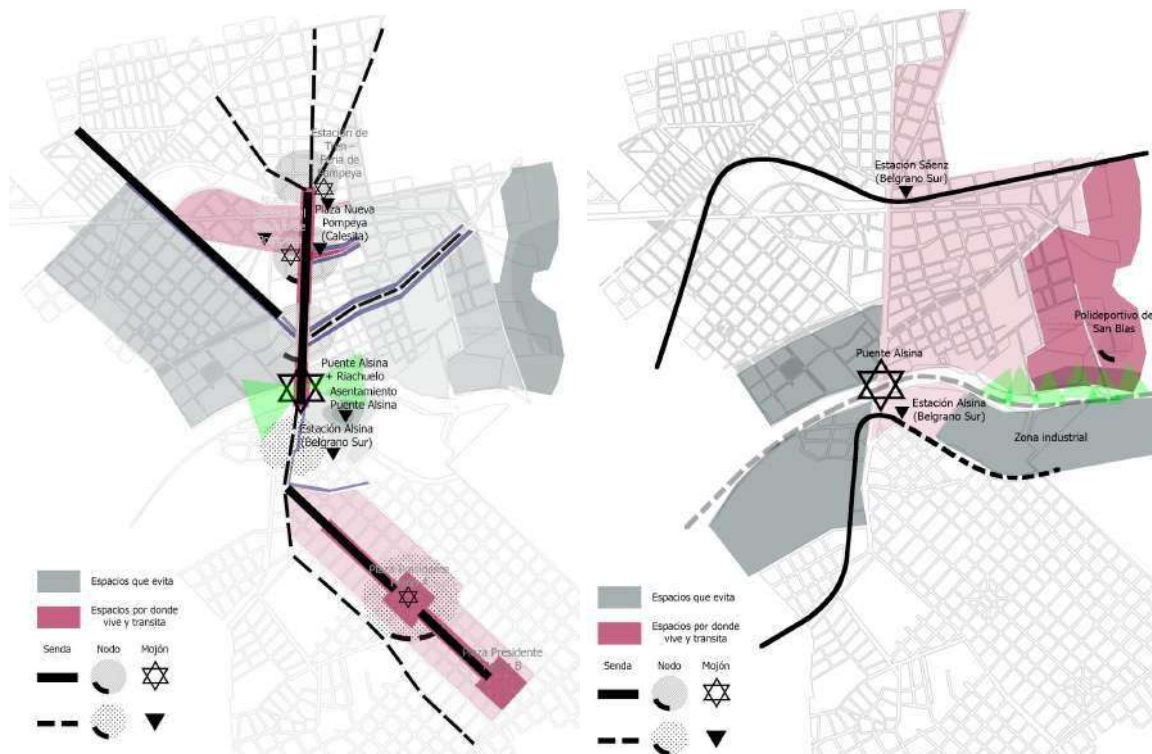 Estación de
Tren –
Feria de
Pompeya
Plaza Nueva
Pompeya
(Calesita)
Puente Alsina
+ Riachuelo
Asentamiento
Puente Alsina
Estación Alsina
(Belgrano Sur)
Plaza Presidente
B
Espacios que evita
Espacios por donde
vive y transita
Senda Nodo Mojón
Estación Sáenz
(Belgrano Sur)
Polideportivo de
San Blas
Puente Alsina
Estación Alsina
(Belgrano Sur)
Zona industrial
Espacios que evita
Espacios por donde
vive y transita
Senda Nodo Mojón